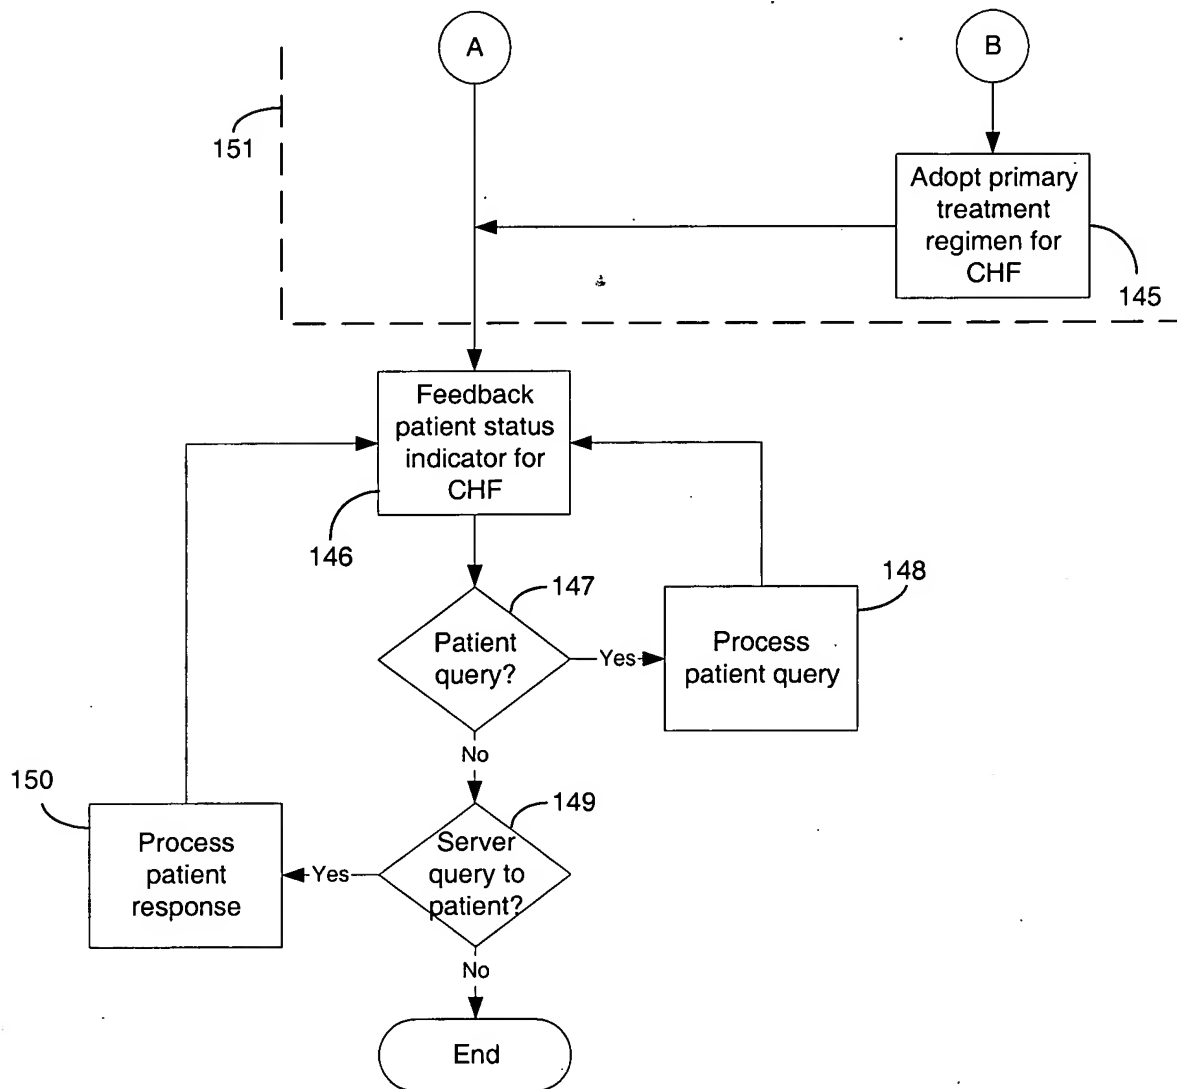 A
B
151
Adopt primary
treatment
regimen for
CHF
145
Feedback
patient status
indicator for
CHF
146
147
148
Patient
query?
Yes
Process
patient query
No
150
149
Process
patient
response
Yes
Server
query to
patient?
No
End